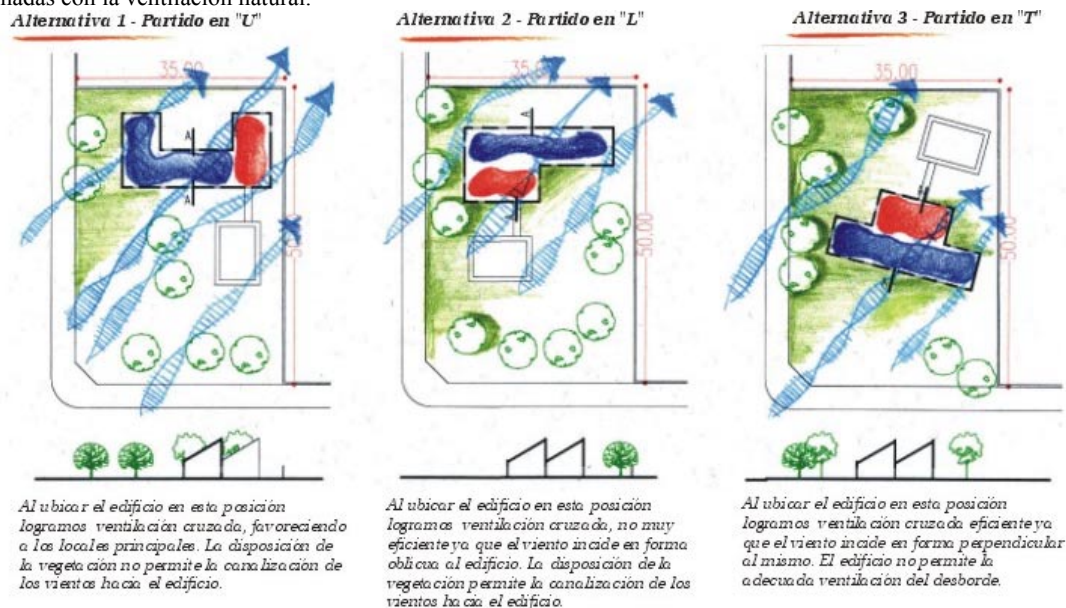 nadas con la ventilación natural.
Alternativa 1 - Partido en "U"
35,00
A
A
50,00
Al ubicar el edificio en esta posición
logramos ventilación cruzada, favoreciendo
a los locales principales. La disposición de
la vegetación no permite la canalización de
los vientos hacia el edificio.
Alternativa 2 - Partido en "L"
35,00
A
50.00
Al ubicar el edificio en esta posición
logramos ventilación cruzada, no muy
eficiente ya que el viento incide en forma
oblicua al edificio. La disposición de la
vegetación permite la canalización de los
vientos hacia el edificio.
Alternativa 3 - Partido en "T"
35,00
50.00
Al ubicar el edificio en esta posición
logramos ventilación cruzada eficiente ya
que el viento incide en forma perpendicular
al mismo. El edificio no permite la
adecuada ventilación del desborde.